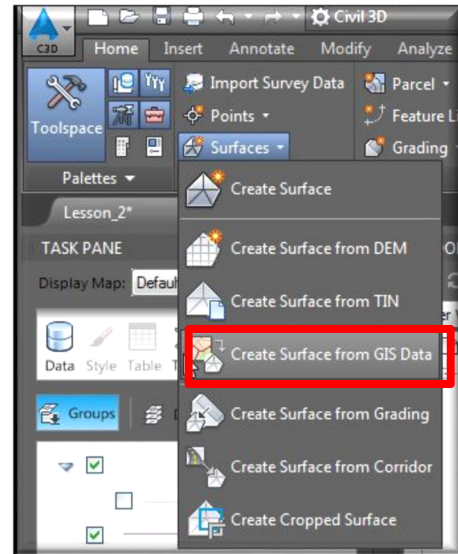 Civil 3D
C3D
Home Insert Annotate Modify Analyze
Import Survey Data Parcel
Points Feature Li
Toolspace
Surfaces Grading
Palettes
Create Surface
Lesson_2*
TASK PANE
Create Surface from DEM
Display Map: Defaul
Create Surface from TIN
Create Surface from GIS Data
Data Style Table T
Groups
Create Surface from Grading
Create Surface from Corridor
Create Cropped Surface